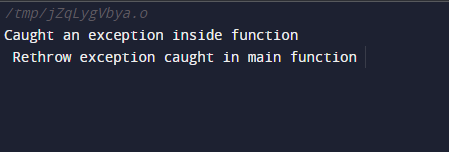 /tmp/jZqLygVbya.o
Caught an exception inside function
Rethrow exception caught in main function